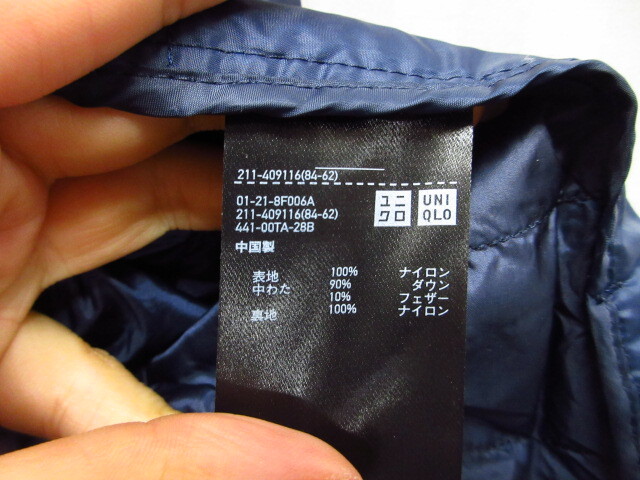 211-409116(84-62)
01-21-8F006A
211-409116(84-62)
441-00TA-28B
ユニ
クロ
UNI
QLO
中国製
表地 100% ナイロン
中わた 90% ダウン
10% フェザー
裏地 100% ナイロン